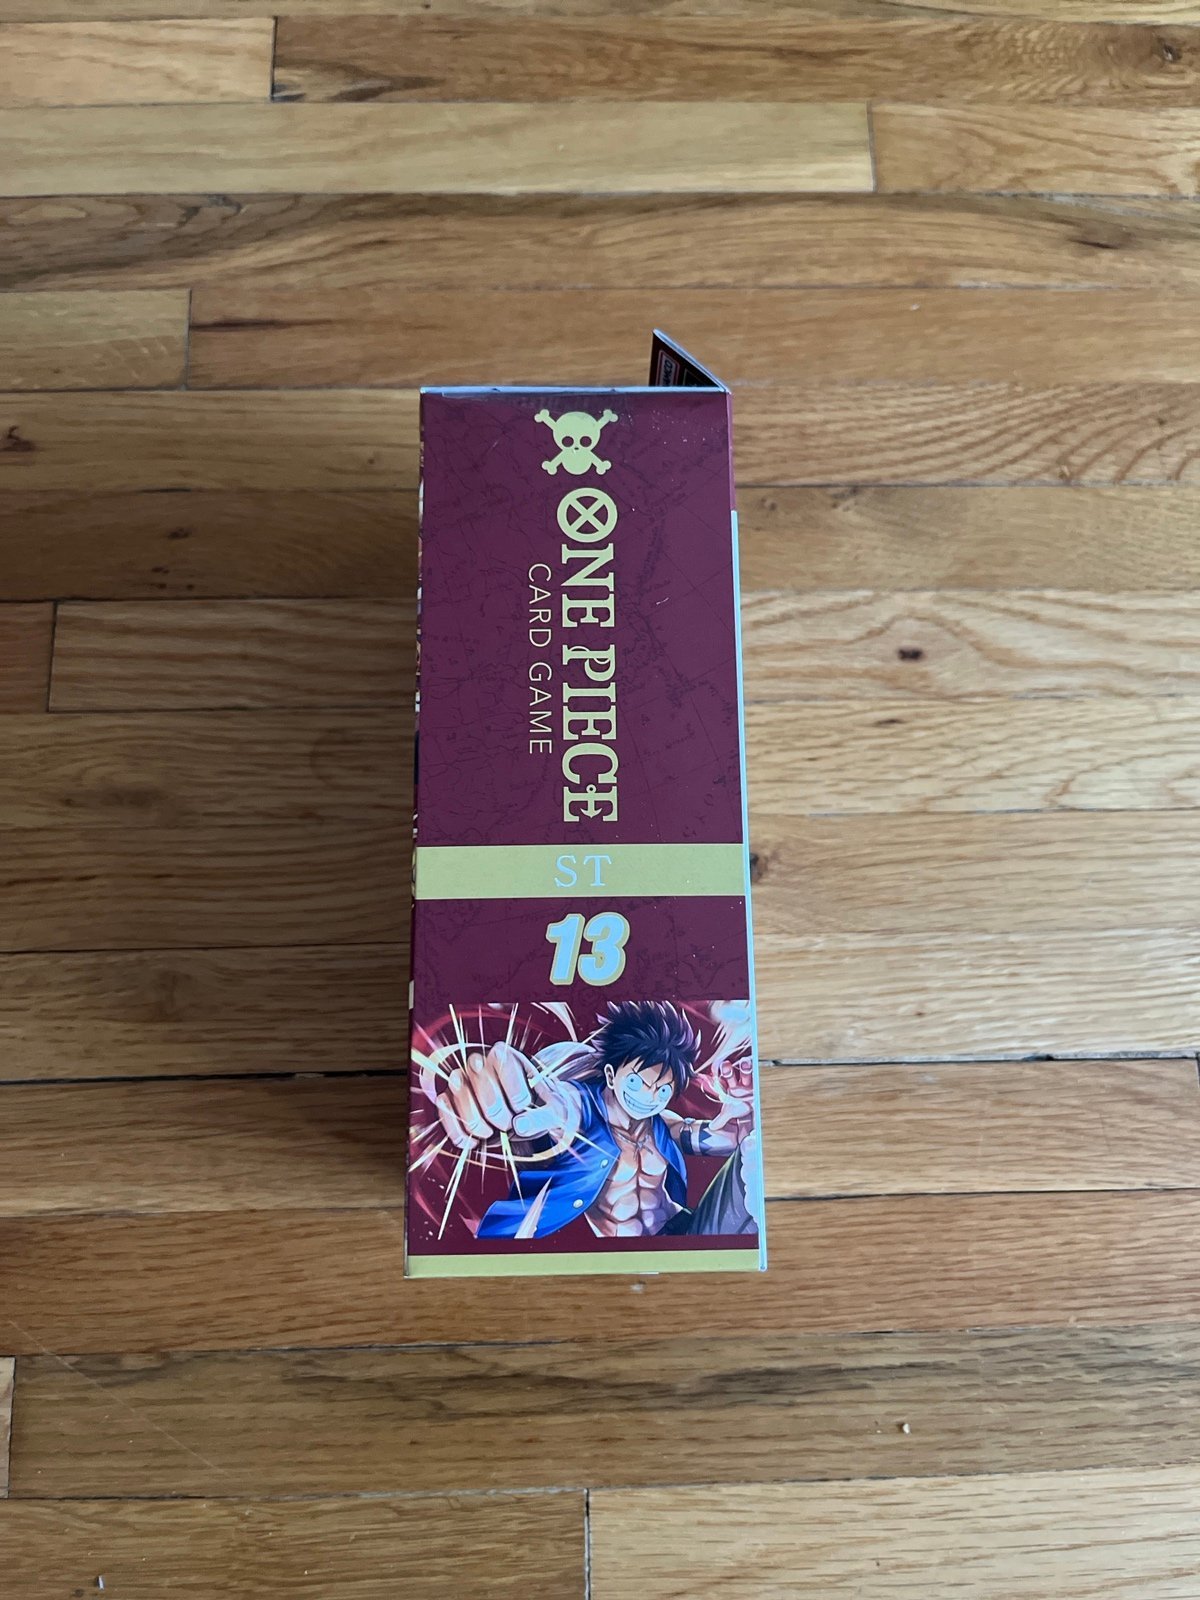 ONE PIECE
CARD GAME
ST
13